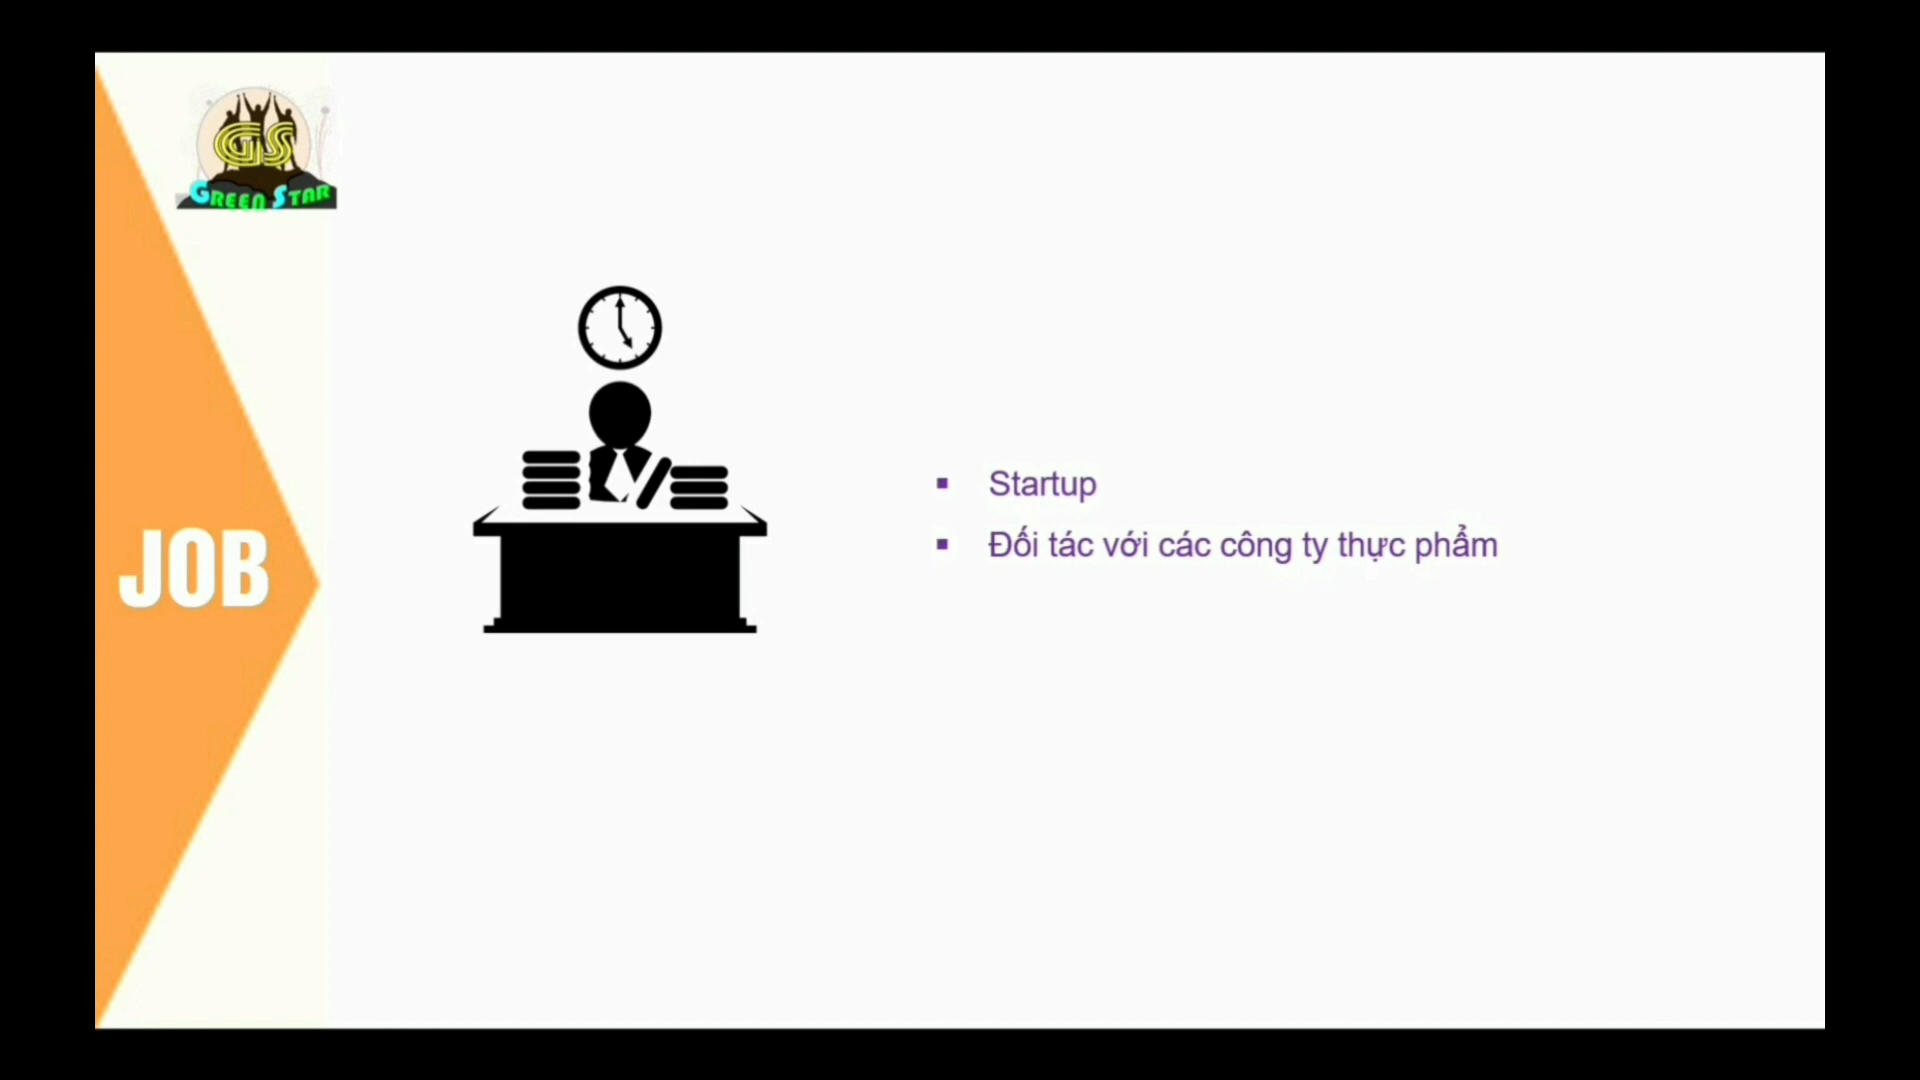 GS
GREEN STAR
JOB
▪ Startup
▪ Đối tác với các công ty thực phẩm